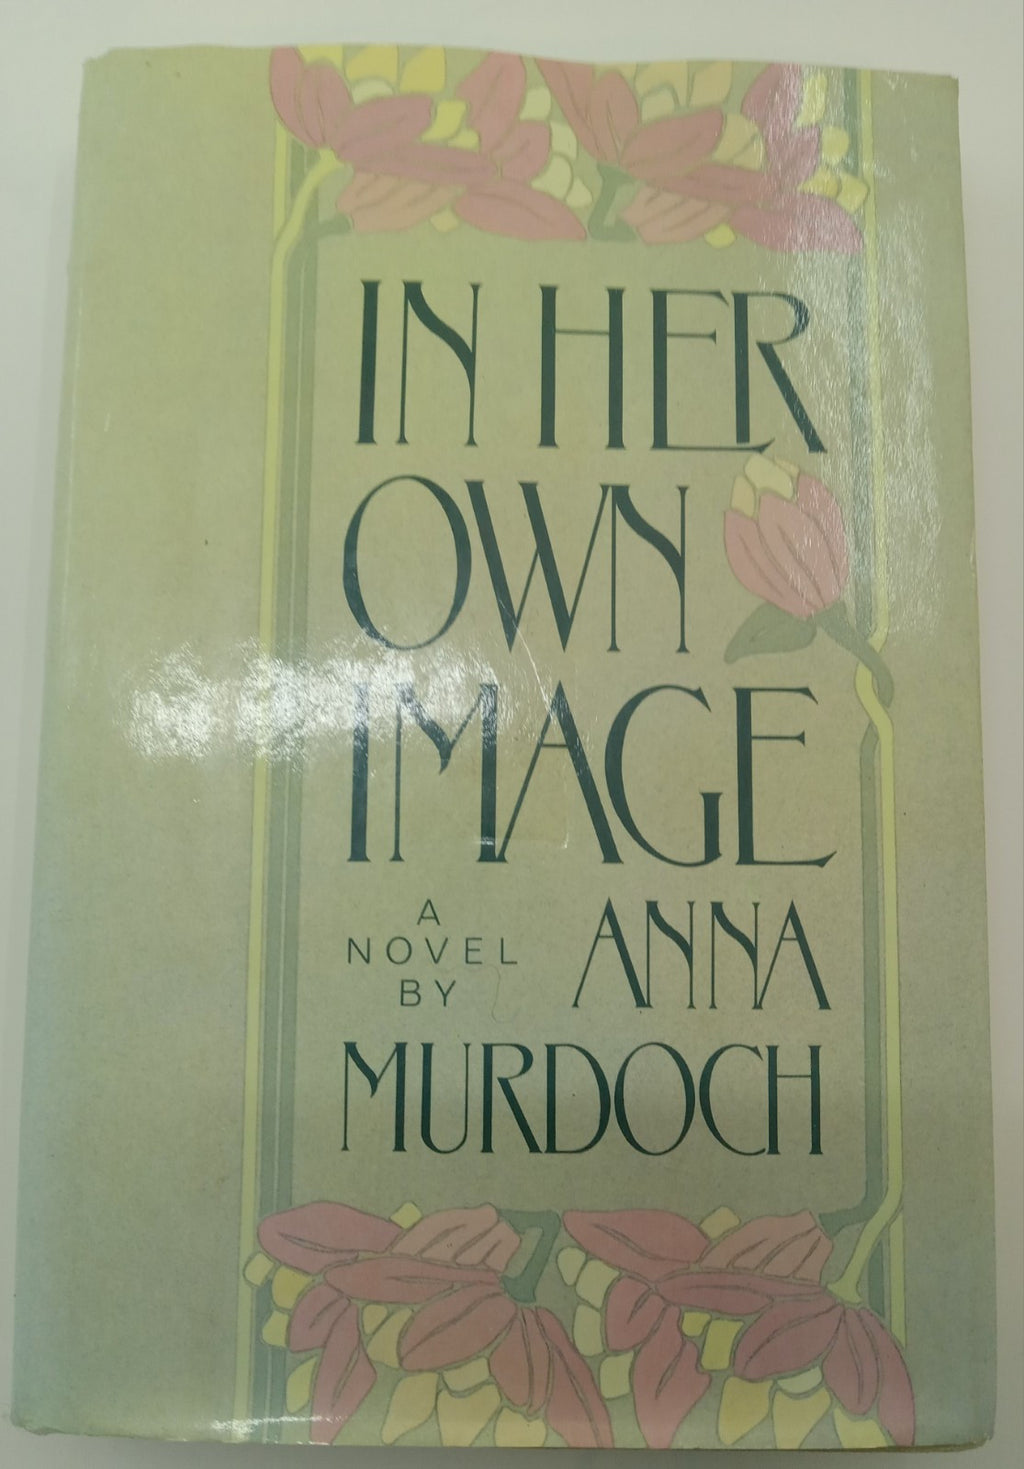 IN HER
OWN
IMAGE
A
NOVEL
BY
ANNA
MURDOCH